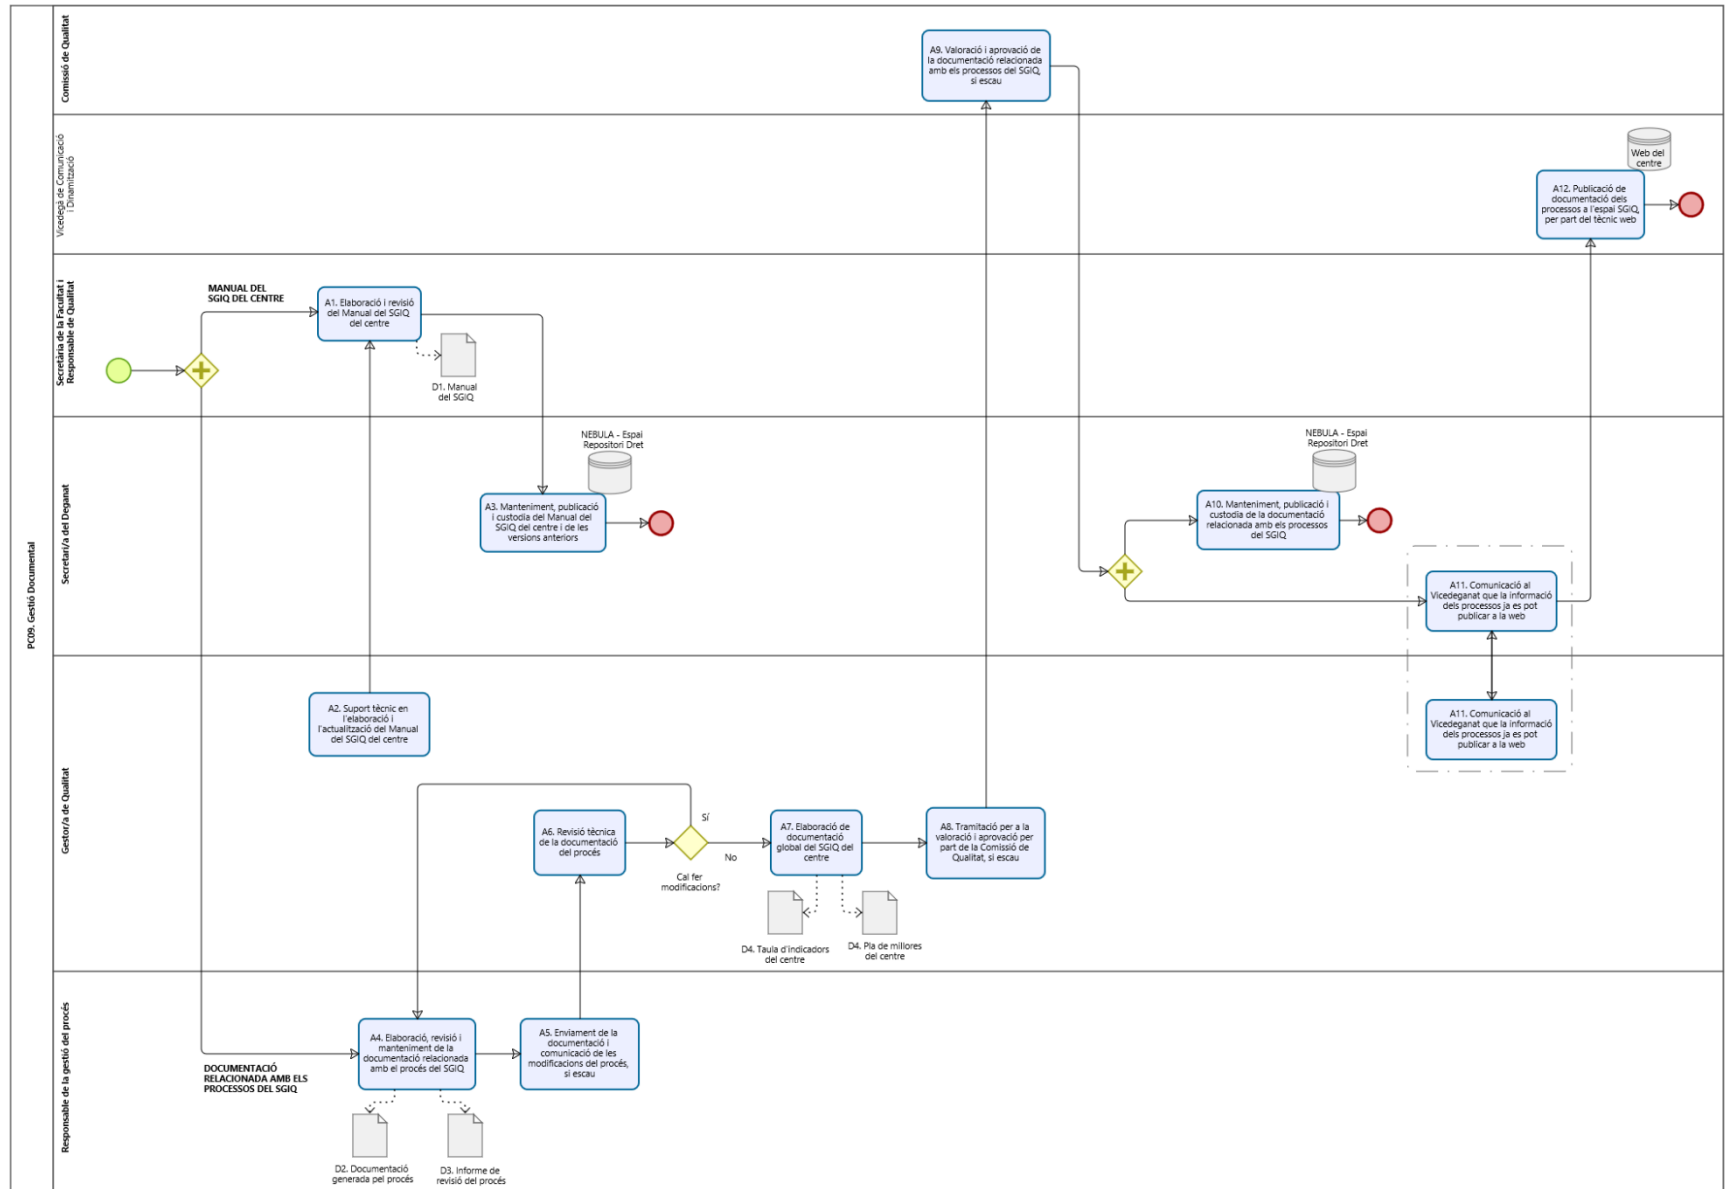 PC09. Gestió Documental
Comissió de Qualitat
A9. Valoració i aprovació de
la documentació relacionada
amb els processos del SGIQ,
si escau
Vicedegà de Comunicació
i Dinamització
Web del
centre
A12. Publicació de
documentació dels
processos a l'espai SGIQ,
per part del tècnic web
Secretària de la Facultat i
Responsable de Qualitat
MANUAL DEL
SGIQ DEL CENTRE
A1. Elaboració i revisió
del Manual del SGIQ
del centre
D1. Manual
del SGIQ
Secretari/a del Deganat
NEBULA - Espai
Repositori Dret
A3. Manteniment, publicació
i custodia del Manual del
SGIQ del centre i de les
versions anteriors
NEBULA - Espai
Repositori Dret
A10. Manteniment, publicació i
custodia de la documentació
relacionada amb els processos
del SGIQ
A11. Comunicació al
Vicedeganat que la informació
dels processos ja es pot
publicar a la web
Gestor/a de Qualitat
A2. Suport tècnic en
l'elaboració i
l'actualització del Manual
del SGIQ del centre
A11. Comunicació al
Vicedeganat que la informació
dels processos ja es pot
publicar a la web
A6. Revisió tècnica
de la documentació
del procés
Sí
No
Cal fer
modificacions?
A7. Elaboració de
documentació
global del SGIQ del
centre
A8. Tramitació per a la
valoració i aprovació per
part de la Comissió de
Qualitat, si escau
D4. Taula d'indicadors
del centre
D4. Pla de millores
del centre
Responsable de la gestió del procés
DOCUMENTACIÓ
RELACIONADA AMB ELS
PROCESSOS DEL SGIQ
A4. Elaboració, revisió i
manteniment de la
documentació relacionada
amb el procés del SGIQ
A5. Enviament de la
documentació i
comunicació de les
modificacions del procés,
si escau
D2. Documentació
generada pel procés
D3. Informe de
revisió del procés